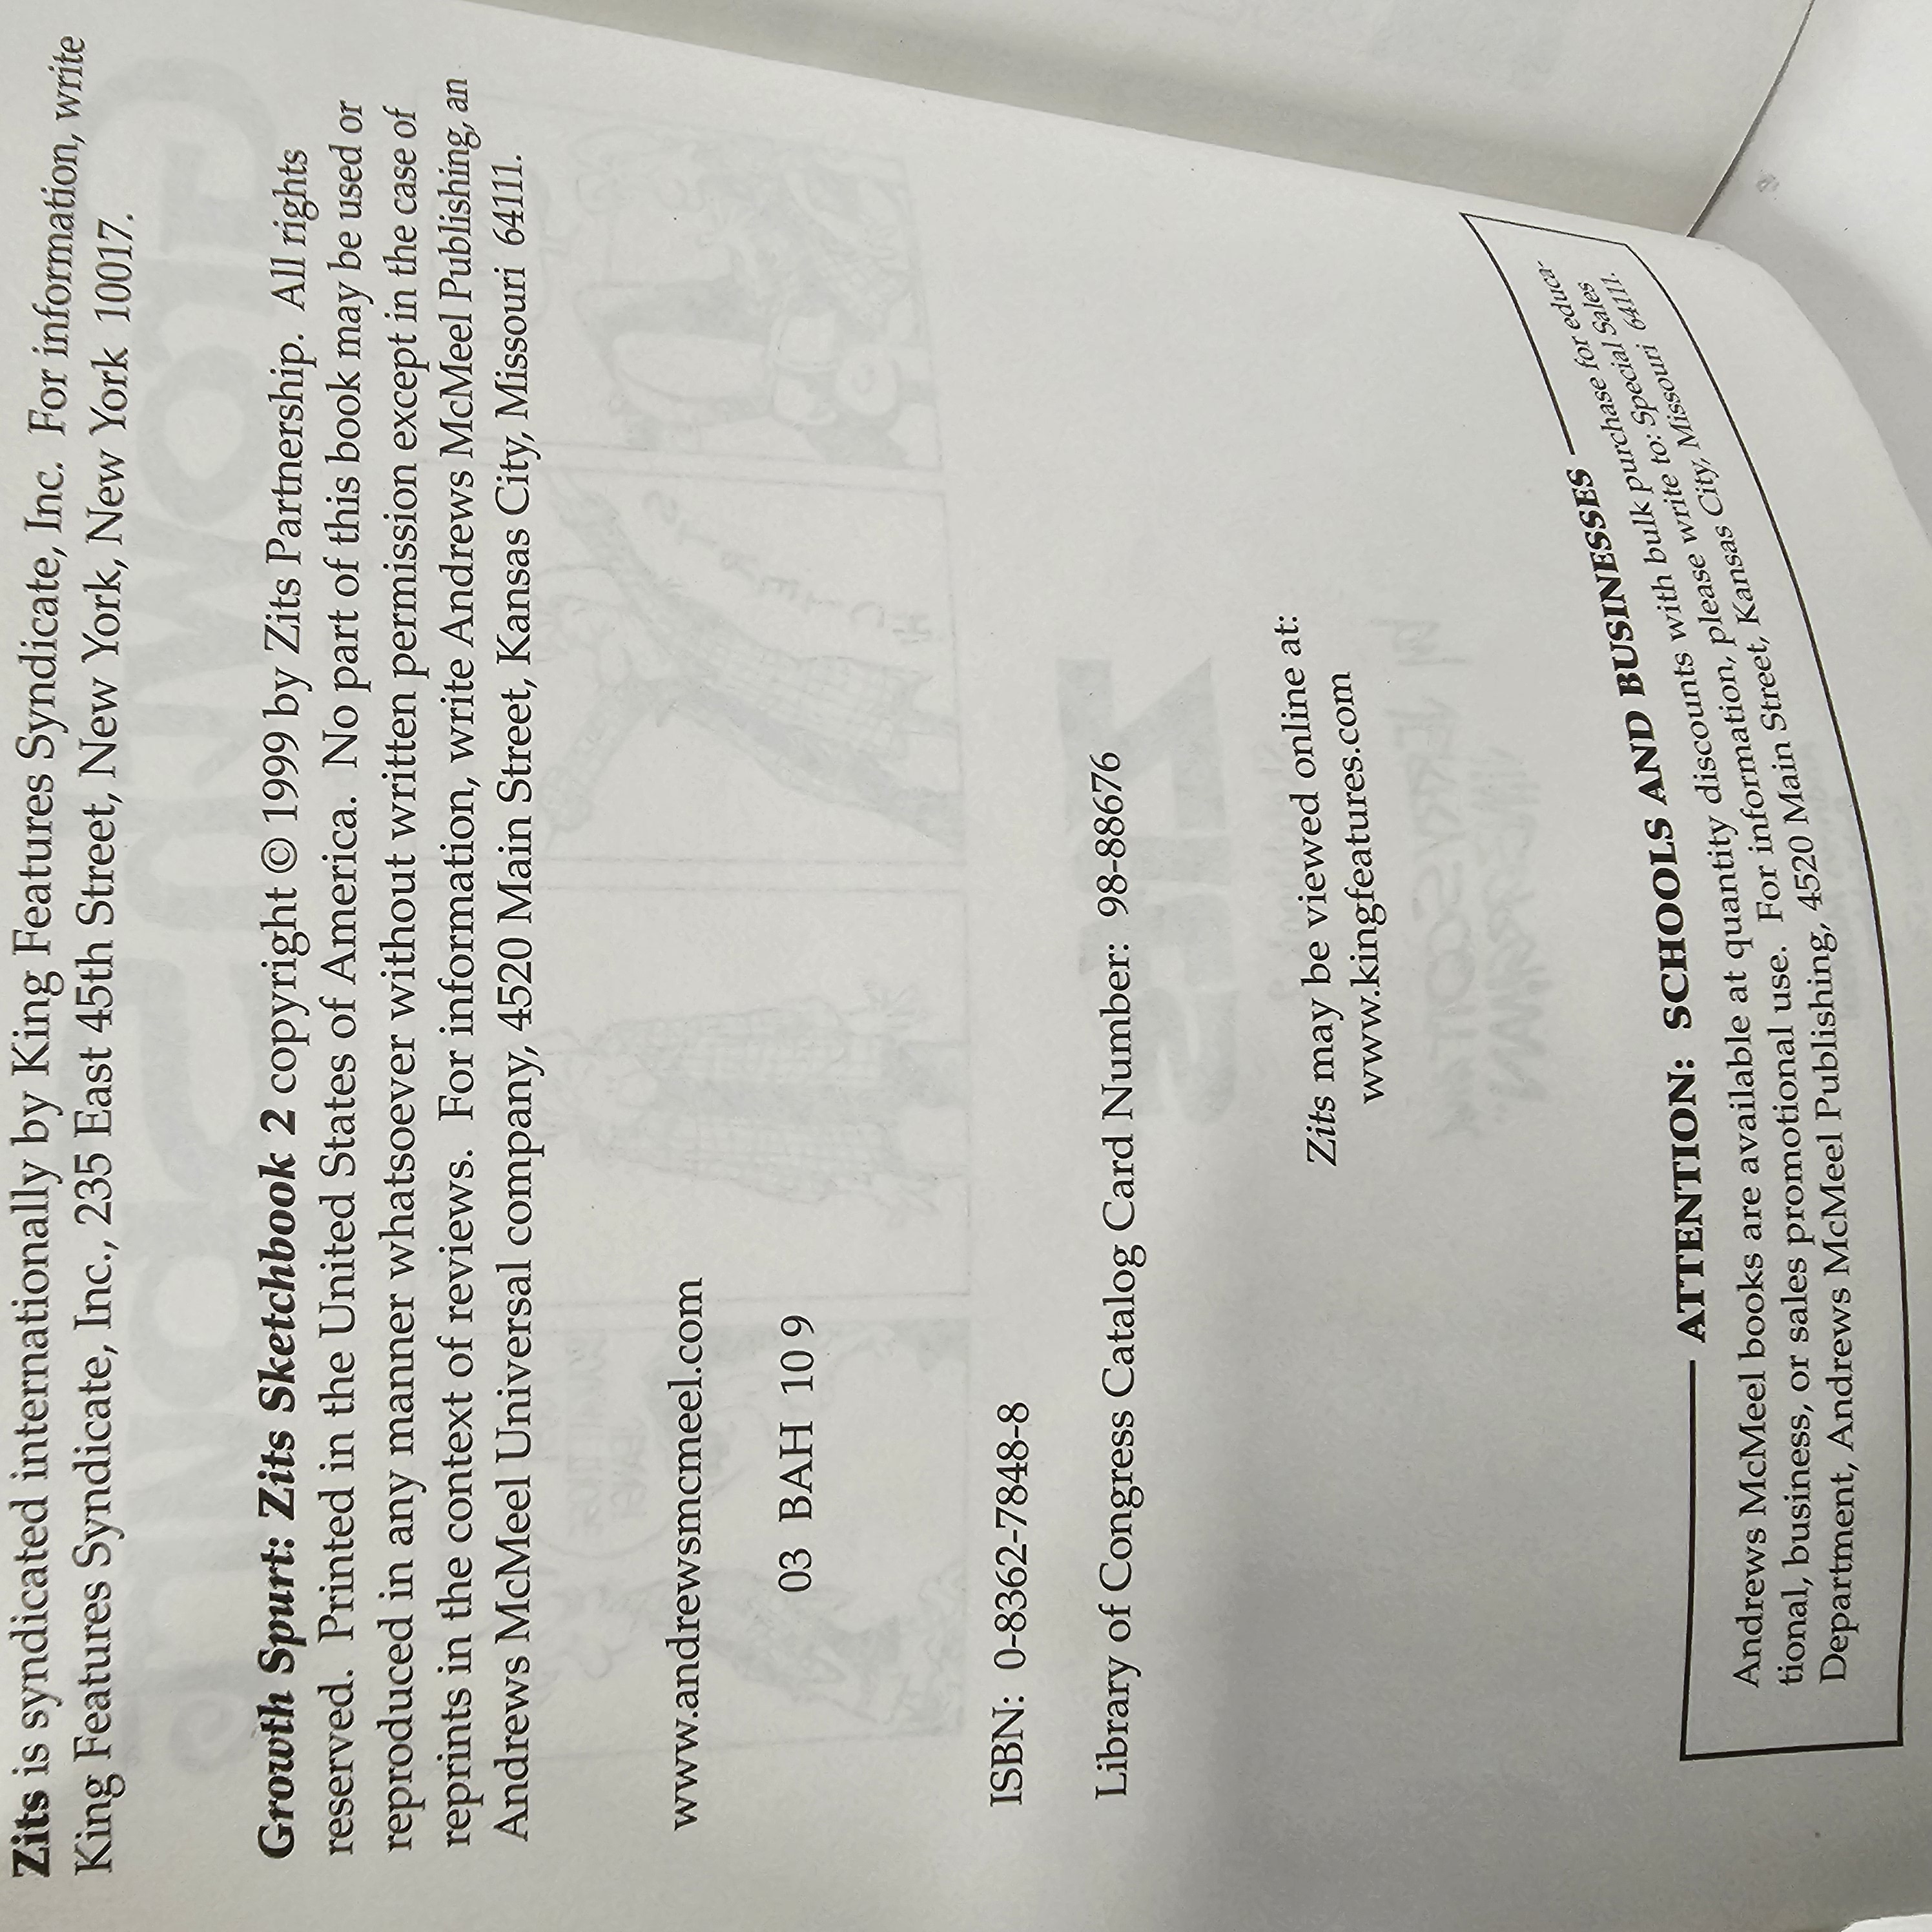 Zits is syndicated internationally by King Features Syndicate, Inc. For information, write
King Features Syndicate, Inc., 235 East 45th Street, New York, New York 10017.
Growth Spurt: Zits Sketchbook 2 copyright © 1999 by Zits Partnership. All rights
reserved. Printed in the United States of America. No part of this book may be used or
reproduced in any manner whatsoever without written permission except in the case of
reprints in the context of reviews. For information, write Andrews McMeel Publishing, an
Andrews McMeel Universal company, 4520 Main Street, Kansas City, Missouri 64111.
www.andrewsmcmeel.com
03 BAH 10 9
ISBN: 0-8362-7848-8
Library of Congress Catalog Card Number: 98-88676
Zits may be viewed online at:
www.kingfeatures.com
ATTENTION: SCHOOLS AND BUSINESSES
Andrews McMeel books are available at quantity discounts with bulk purchase for educa-
tional, business, or sales promotional use. For information, please write to: Special Sales
Department, Andrews McMeel Publishing, 4520 Main Street, Kansas City, Missouri 64111.